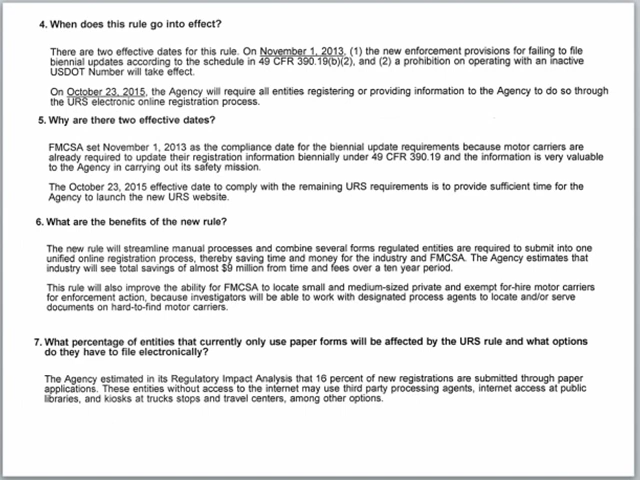 4. When does this rule go into effect?
There are two effective dates for this rule. On November 1, 2013, (1) the new enforcement provisions for failing to file
biennial updates according to the schedule in 49 CFR 390.19(b)(2), and (2) a prohibition on operating with an inactive
USDOT Number will take effect.
On October 23, 2015, the Agency will require all entities registering or providing information to the Agency to do so through
the URS electronic online registration process.
5. Why are there two effective dates?
FMCSA set November 1, 2013 as the compliance date for the biennial update requirements because motor carriers are
already required to update their registration information biennially under 49 CFR 390.19 and the information is very valuable
to the Agency in carrying out its safety mission.
The October 23, 2015 effective date to comply with the remaining URS requirements is to provide sufficient time for the
Agency to launch the new URS website.
6. What are the benefits of the new rule?
The new rule will streamline manual processes and combine several forms regulated entities are required to submit into one
unified online registration process, thereby saving time and money for the industry and FMCSA. The Agency estimates that
industry will see total savings of almost $9 million from time and fees over a ten year period.
This rule will also improve the ability for FMCSA to locate small and medium-sized private and exempt for-hire motor carriers
for enforcement action, because investigators will be able to work with designated process agents to locate and/or serve
documents on hard-to-find motor carriers.
7. What percentage of entities that currently only use paper forms will be affected by the URS rule and what options
do they have to file electronically?
The Agency estimated in its Regulatory Impact Analysis that 16 percent of new registrations are submitted through paper
applications. These entities without access to the internet may use third party processing agents, internet access at public
libraries, and kiosks at trucks stops and travel centers, among other options.